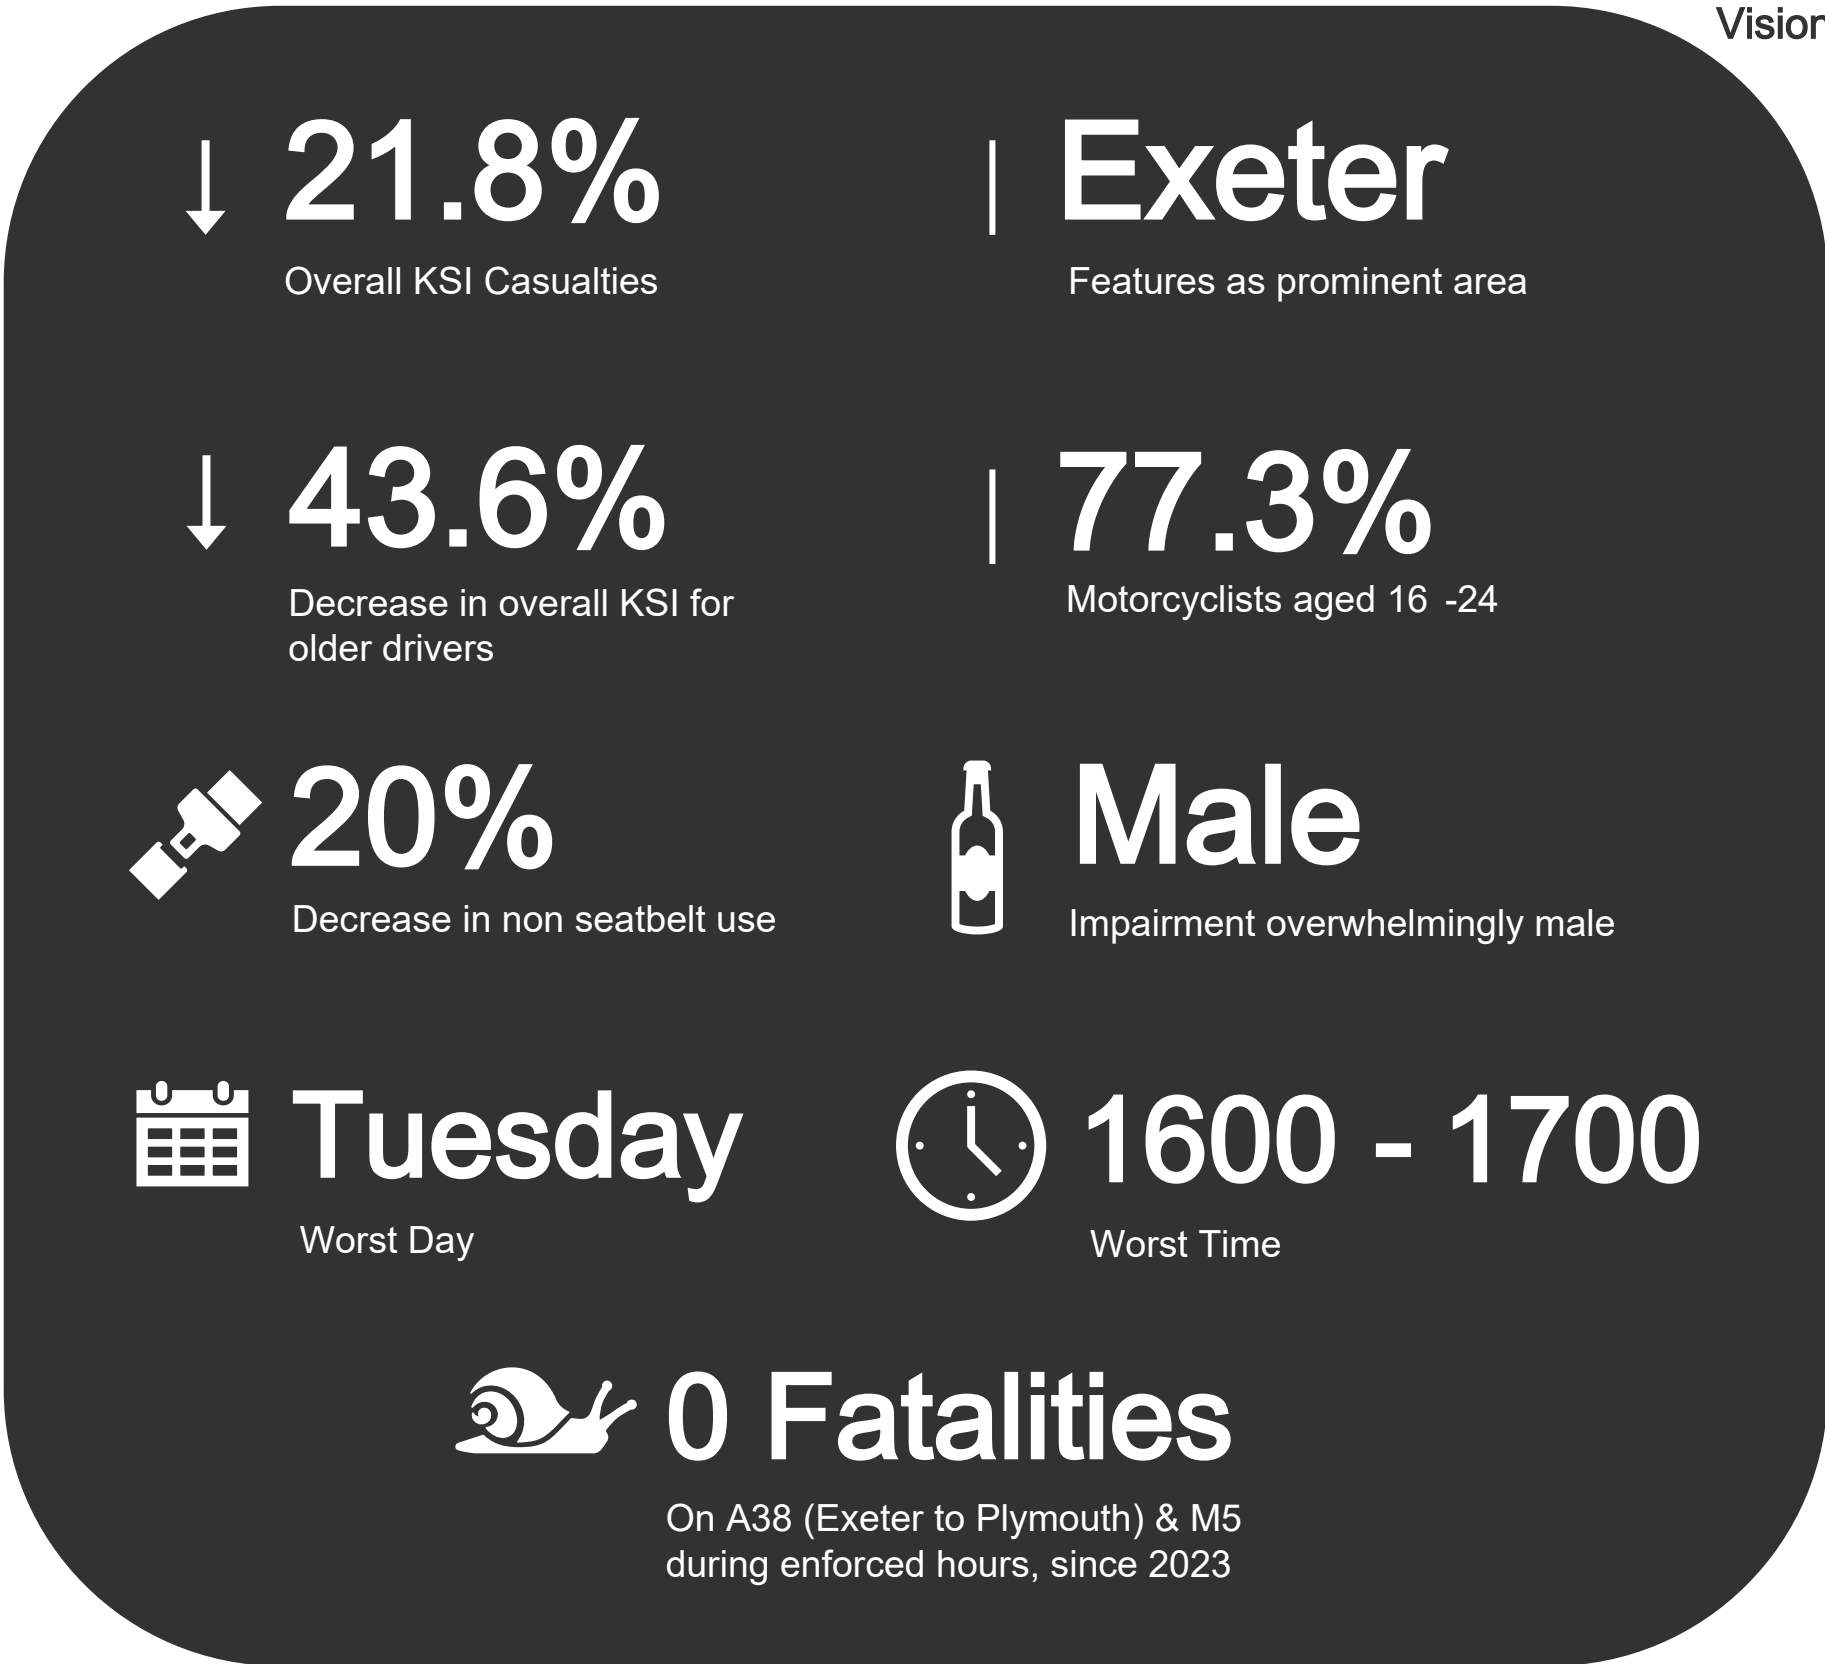 Vision
21.8%
Overall KSI Casualties
Exeter
Features as prominent area
43.6%
Decrease in overall KSI for
older drivers
77.3%
Motorcyclists aged 16 -24
20%
Decrease in non seatbelt use
Male
Impairment overwhelmingly male
Tuesday
Worst Day
1600 - 1700
Worst Time
0 Fatalities
On A38 (Exeter to Plymouth) & M5
during enforced hours, since 2023